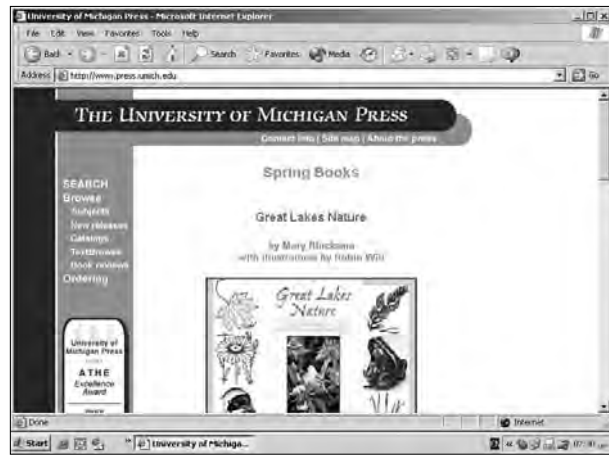 University of Michigan Press - Microsoft Internet Explorer
File Edit View Favorites Tools Help
Back Search Favorites Media
Address http://www.press.umich.edu Go
THE UNIVERSITY OF MICHIGAN PRESS
Contact info | Site map | About the press
SEARCH
Browse
Subjects
New releases
Catalogs
Textbooks
Book reviews
Ordering
University of
Michigan Press
ATHE
Excellence
Award
Spring Books
Great Lakes Nature
by Mary Blocksma
with illustrations by Robin Wilt
Great Lakes
Nature
Done Internet
Start University of Michiga...